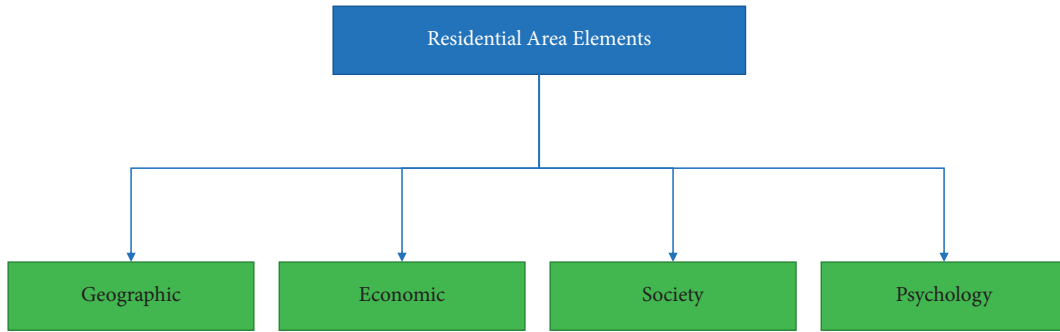 Residential Area Elements
Geographic
Economic
Society
Psychology